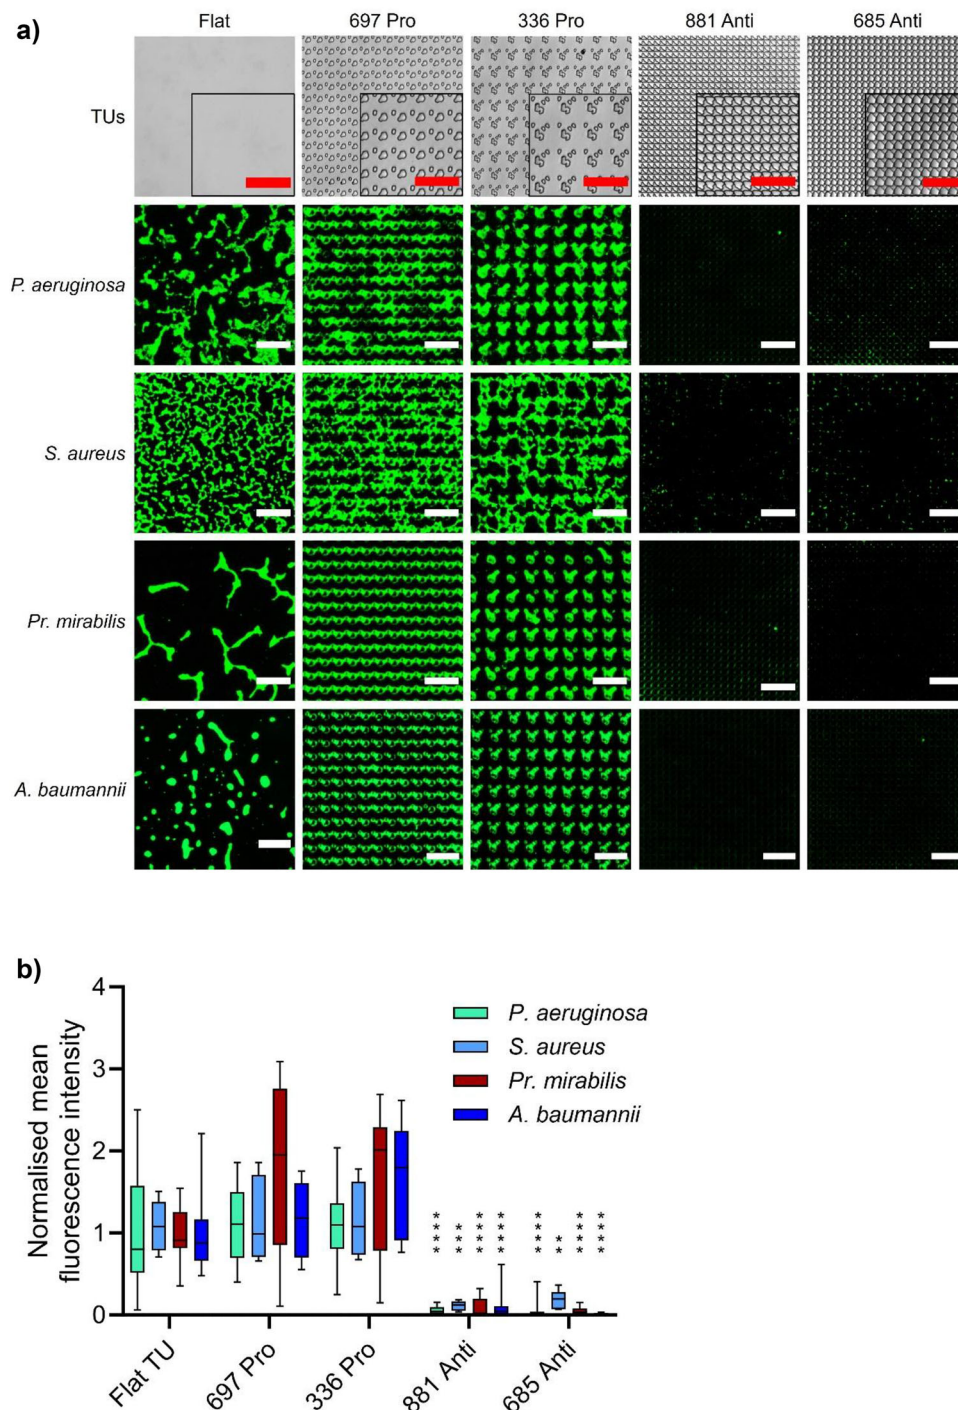 a)
Flat 697 Pro 336 Pro 881 Anti 685 Anti
TUs
P. aeruginosa
S. aureus
Pr. mirabilis
A. baumannii
b)
Normalised mean
fluorescence intensity
4
3
2
1
0
P. aeruginosa
S. aureus
Pr. mirabilis
A. baumannii
**** *** **** **** **** ** **** ****
Flat TU 697 Pro 336 Pro 881 Anti 685 Anti